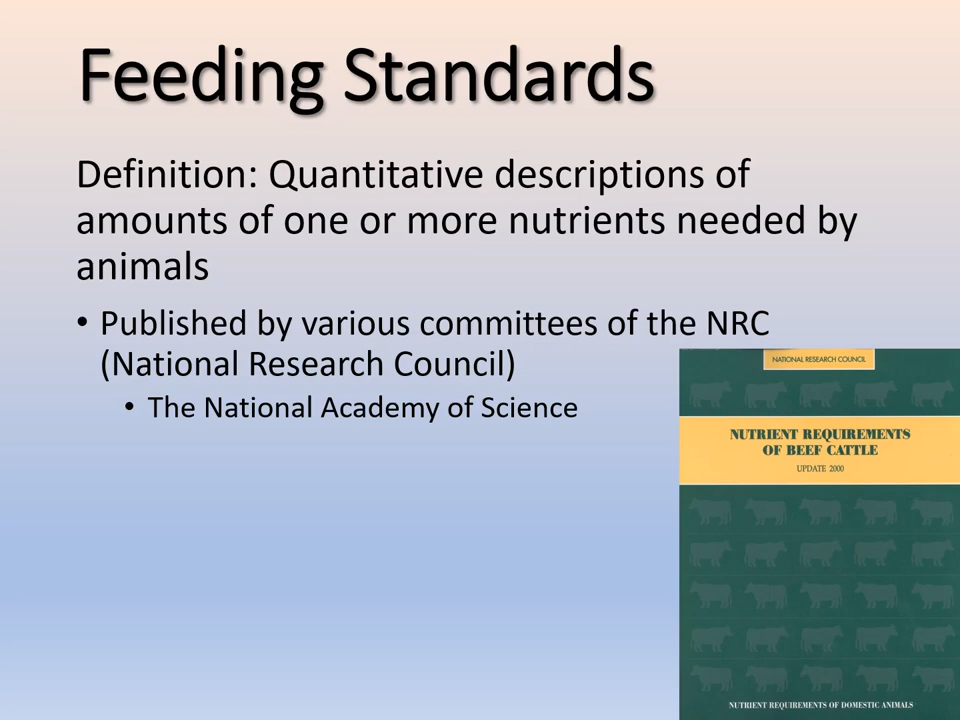 Feeding Standards
Definition: Quantitative descriptions of
amounts of one or more nutrients needed by
animals
• Published by various committees of the NRC
(National Research Council)
• The National Academy of Science
NATIONAL RESEARCH COUNCIL
NUTRIENT REQUIREMENTS
OF BEEF CATTLE
UPDATE 2000
NUTRIENT REQUIREMENTS OF DOMESTIC ANIMALS